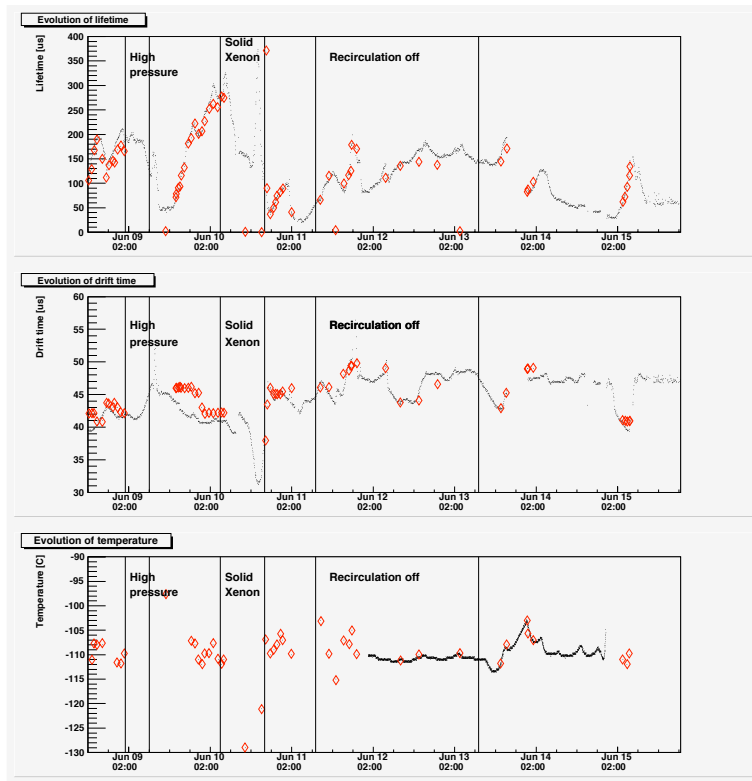 Evolution of lifetime
Lifetime [us]
400
350
300
250
200
150
100
50
0
High
pressure
Solid
Xenon
Recirculation off
Jun 09
02:00
Jun 10
02:00
Jun 11
02:00
Jun 12
02:00
Jun 13
02:00
Jun 14
02:00
Jun 15
02:00
Evolution of drift time
Drift time [us]
60
55
50
45
40
35
30
High
pressure
Solid
Xenon
Recirculation off
Jun 09
02:00
Jun 10
02:00
Jun 11
02:00
Jun 12
02:00
Jun 13
02:00
Jun 14
02:00
Jun 15
02:00
Evolution of temperature
Temperature [C]
-90
-95
-100
-105
-110
-115
-120
-125
-130
High
pressure
Solid
Xenon
Recirculation off
Jun 09
02:00
Jun 10
02:00
Jun 11
02:00
Jun 12
02:00
Jun 13
02:00
Jun 14
02:00
Jun 15
02:00